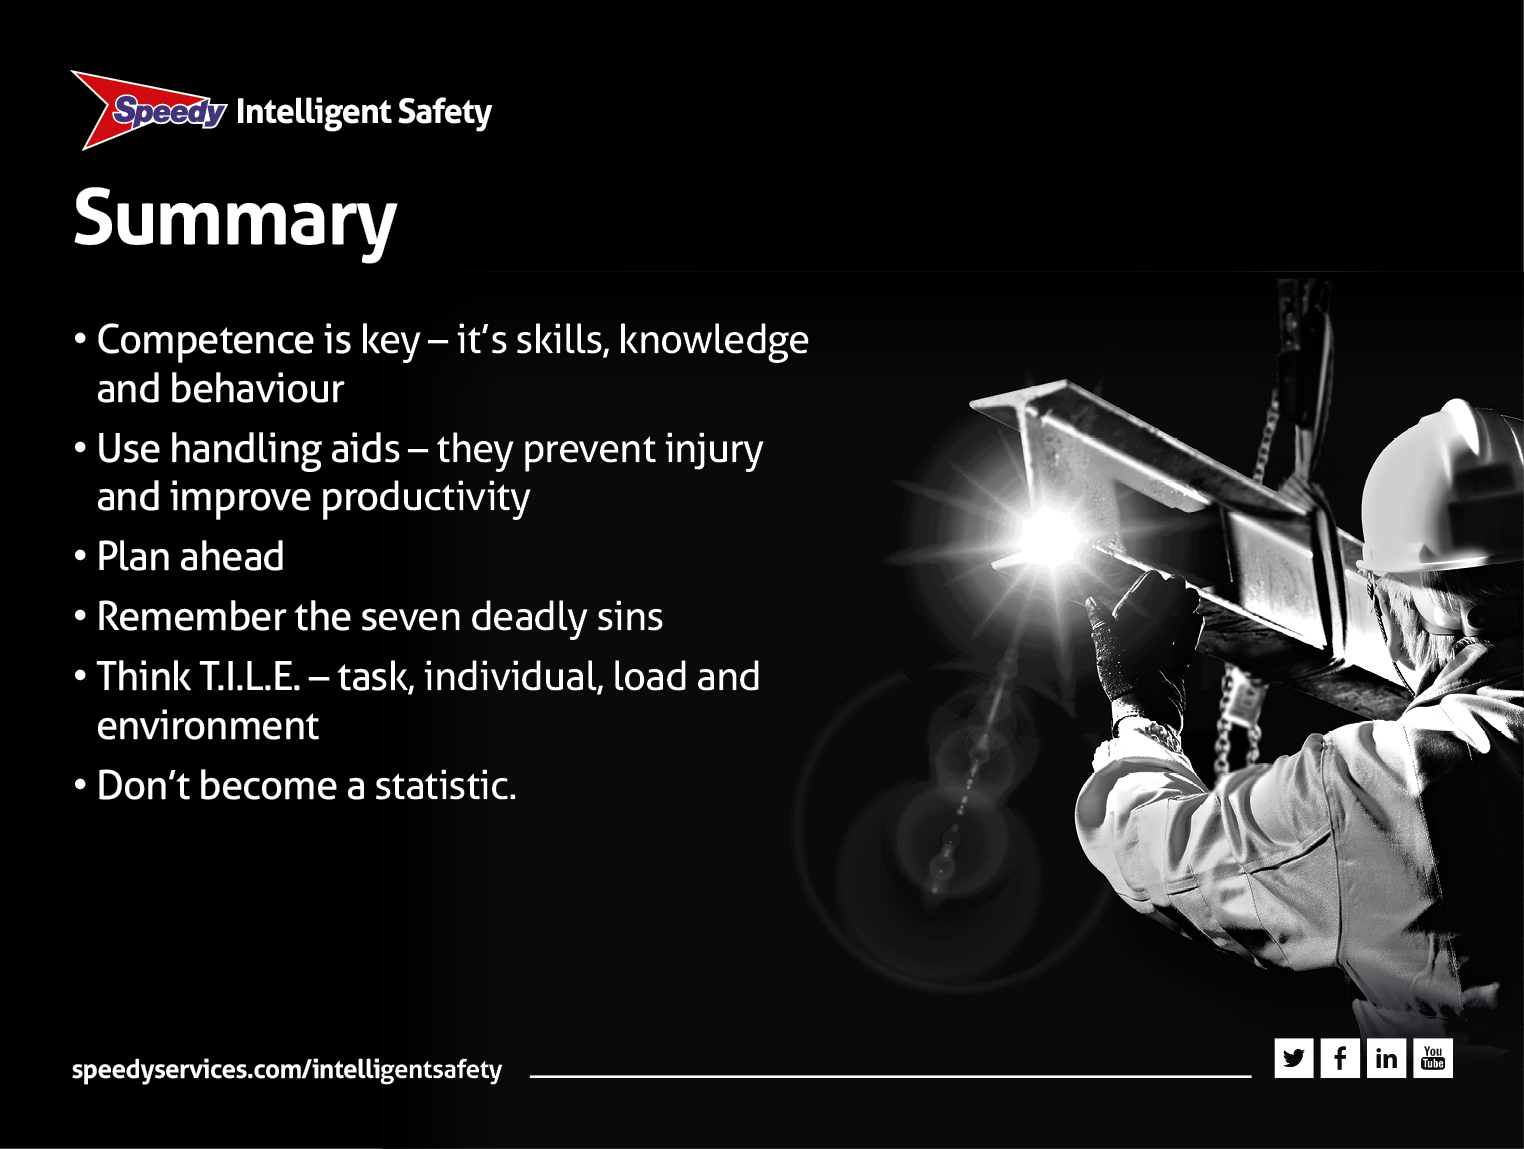 Speedy Intelligent Safety
Summary
• Competence is key – it’s skills, knowledge
and behaviour
• Use handling aids – they prevent injury
and improve productivity
• Plan ahead
• Remember the seven deadly sins
• Think T.I.L.E. – task, individual, load and
environment
• Don’t become a statistic.
speedyservices.com/intelligentsafety
f
in
You
Tube